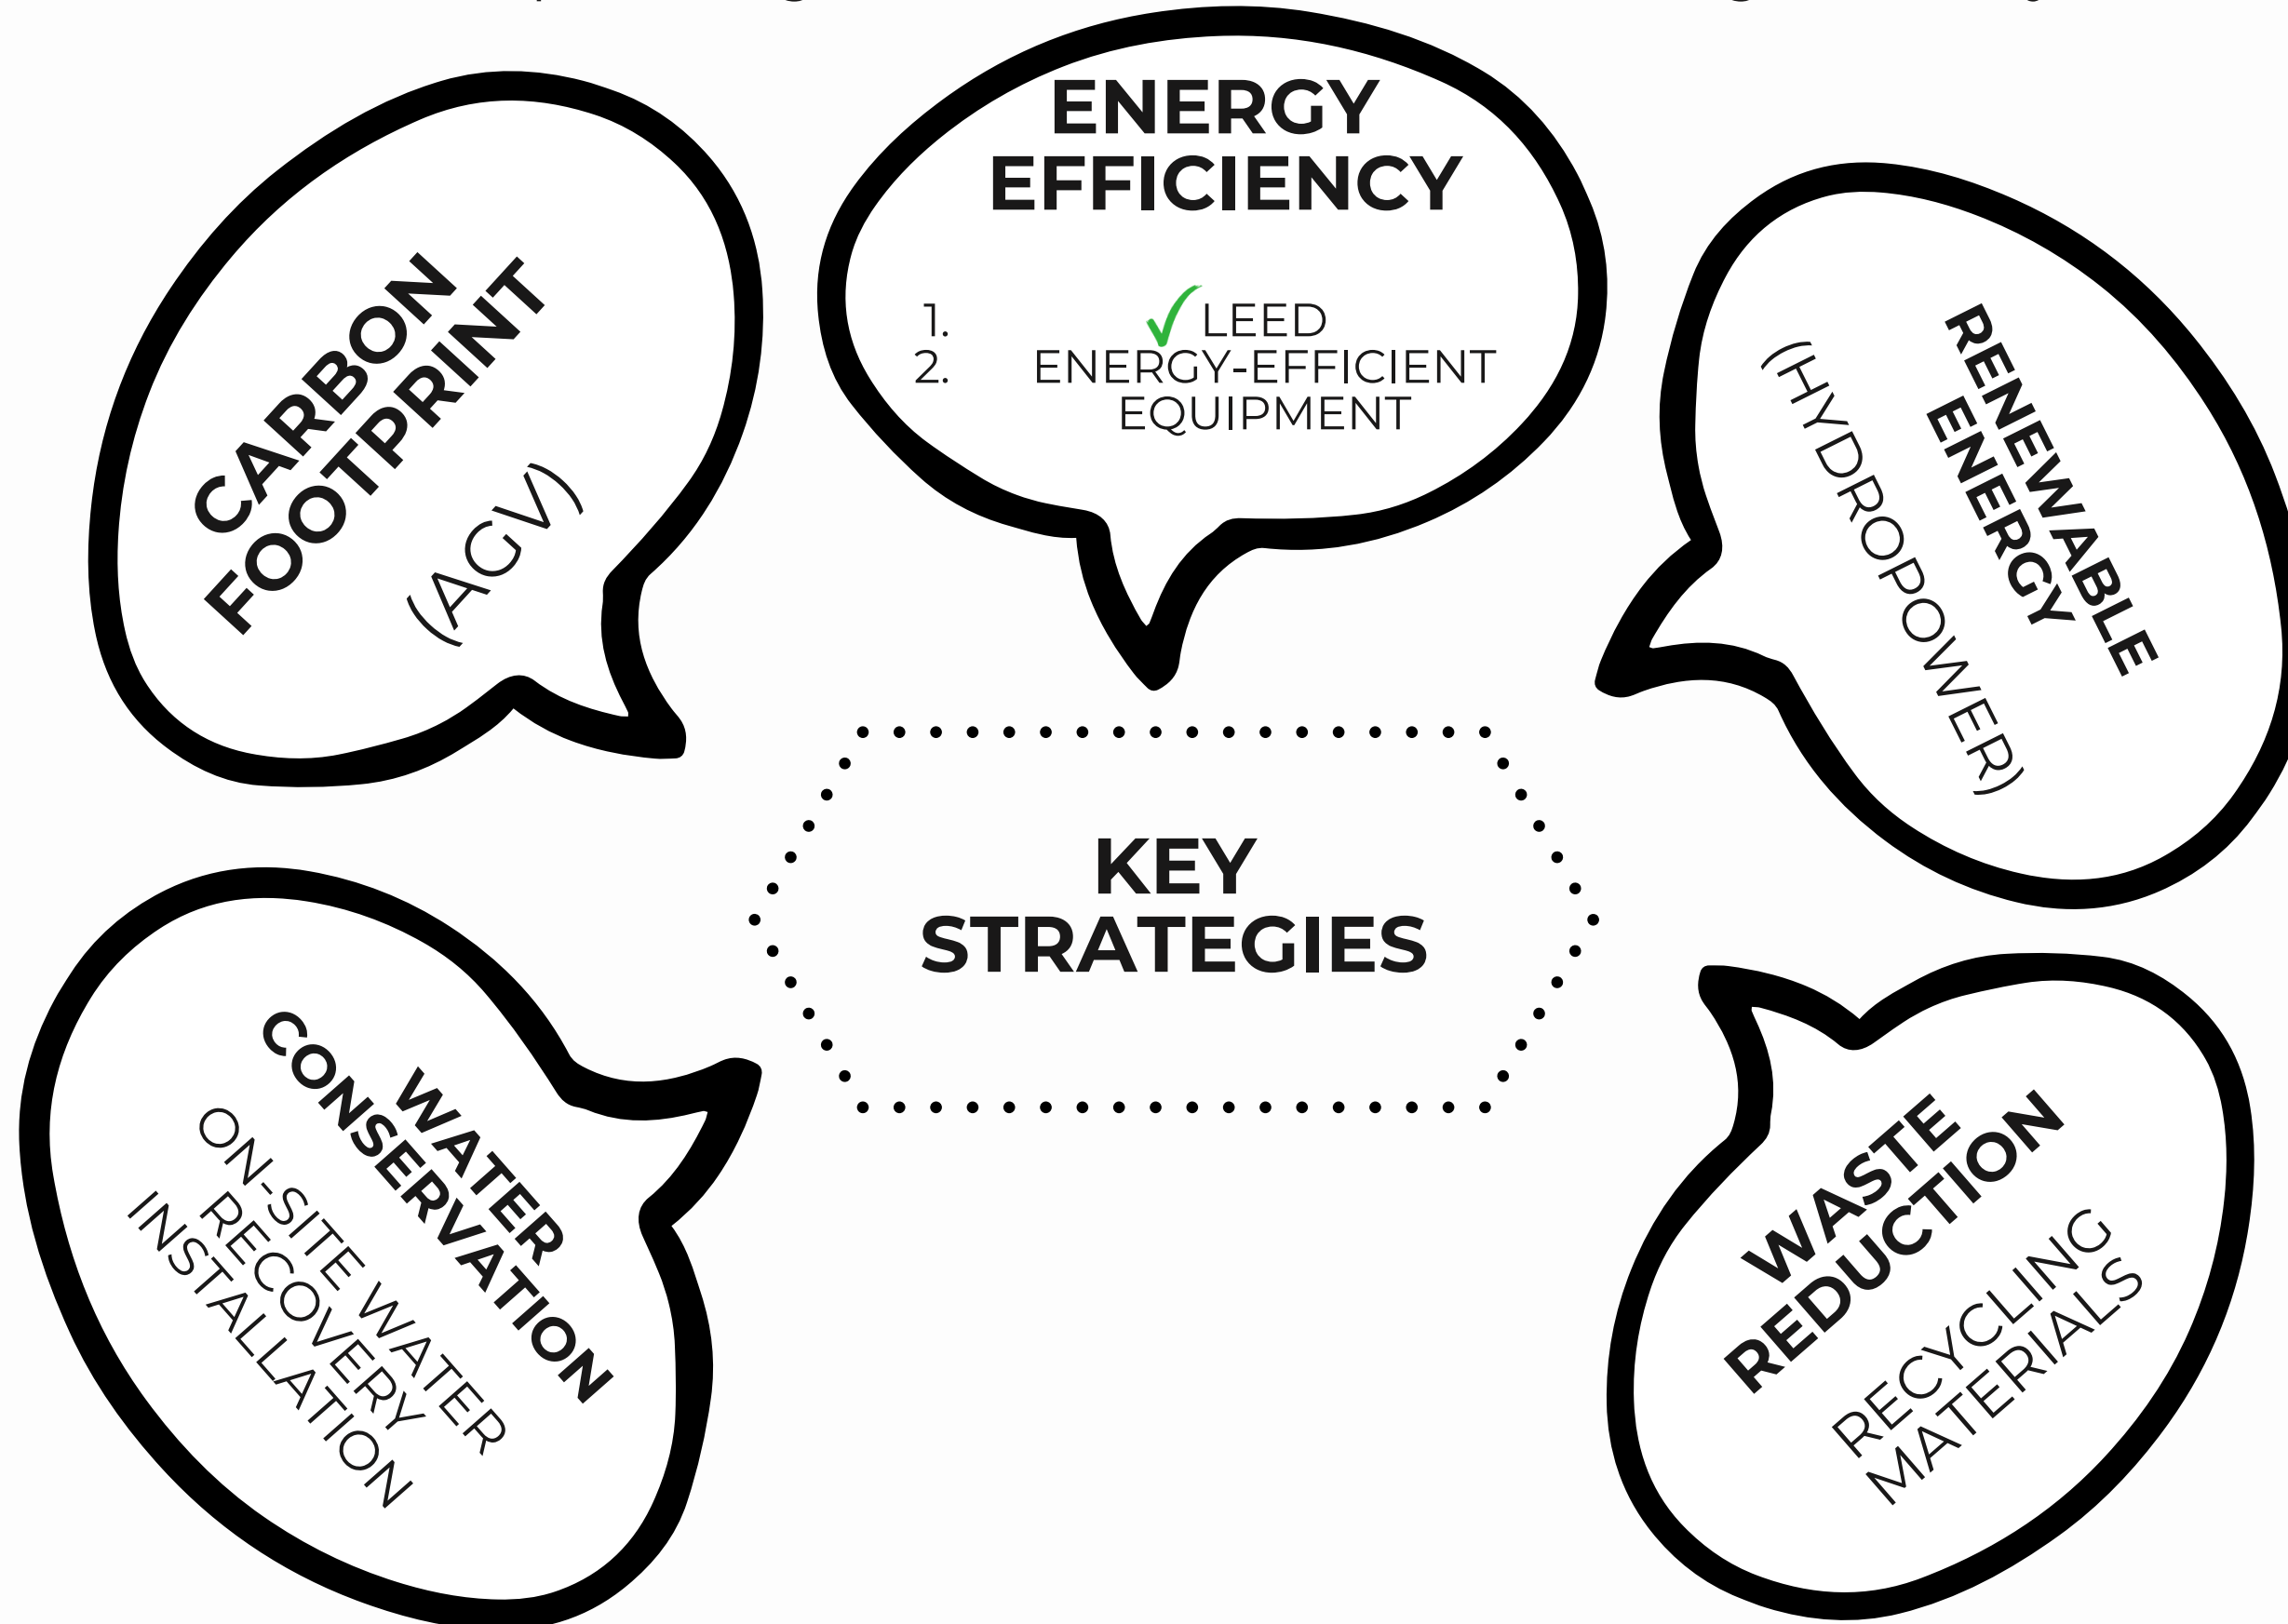 ENERGY
EFFICIENCY
1. LEED
2. ENERGY-EFFICIENT
EQUIPMENT
CARBON
FOOTPRINT
(AGV)
RENEWABLE
ENERGY
(HYDROPOWER)
KEY
STRATEGIES
WATER
CONSERVATION
ON-SITE WATER
RECOVERY
INSTALLATION
WASTE
REDUCTION
RECYCLING
MATERIALS